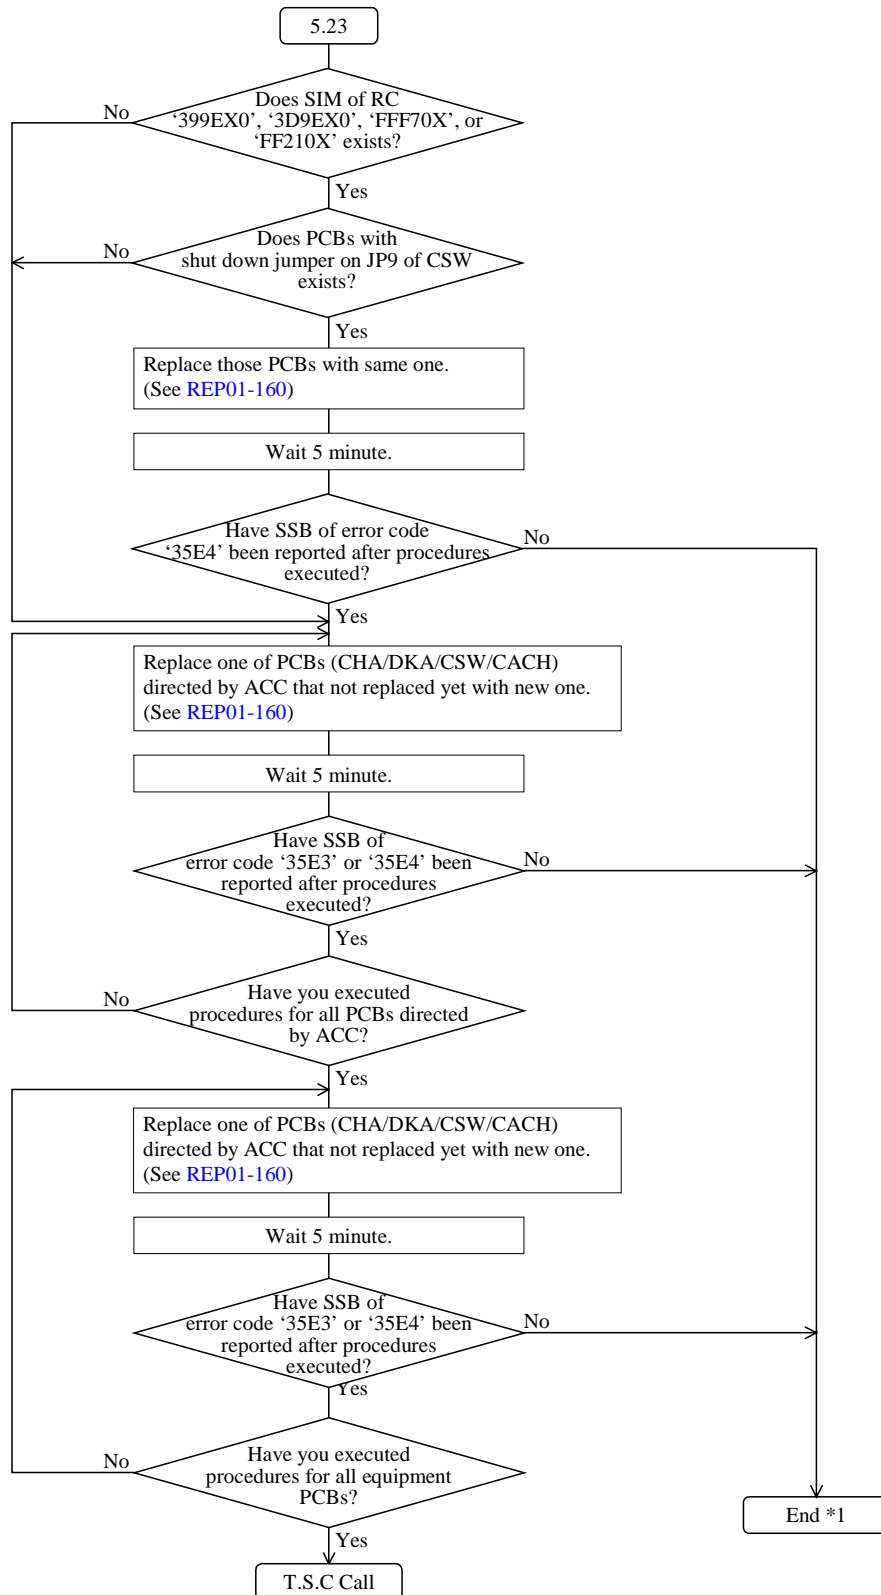 5.23
Does SIM of RC
‘399EX0’, ‘3D9EX0’, ‘FFF70X’, or
‘FF210X’ exists?
No
Yes
Does PCBs with
shut down jumper on JP9 of CSW
exists?
No
Yes
Replace those PCBs with same one.
(See REP01-160)
Wait 5 minute.
Have SSB of error code
‘35E4’ been reported after procedures
executed?
No
Yes
Replace one of PCBs (CHA/DKA/CSW/CACH)
directed by ACC that not replaced yet with new one.
(See REP01-160)
Wait 5 minute.
Have SSB of
error code ‘35E3’ or ‘35E4’ been
reported after procedures
executed?
No
Yes
Have you executed
procedures for all PCBs directed
by ACC?
No
Yes
Replace one of PCBs (CHA/DKA/CSW/CACH)
directed by ACC that not replaced yet with new one.
(See REP01-160)
Wait 5 minute.
Have SSB of
error code ‘35E3’ or ‘35E4’ been
reported after procedures
executed?
No
Yes
Have you executed
procedures for all equipment
PCBs?
No
Yes
End *1
T.S.C Call